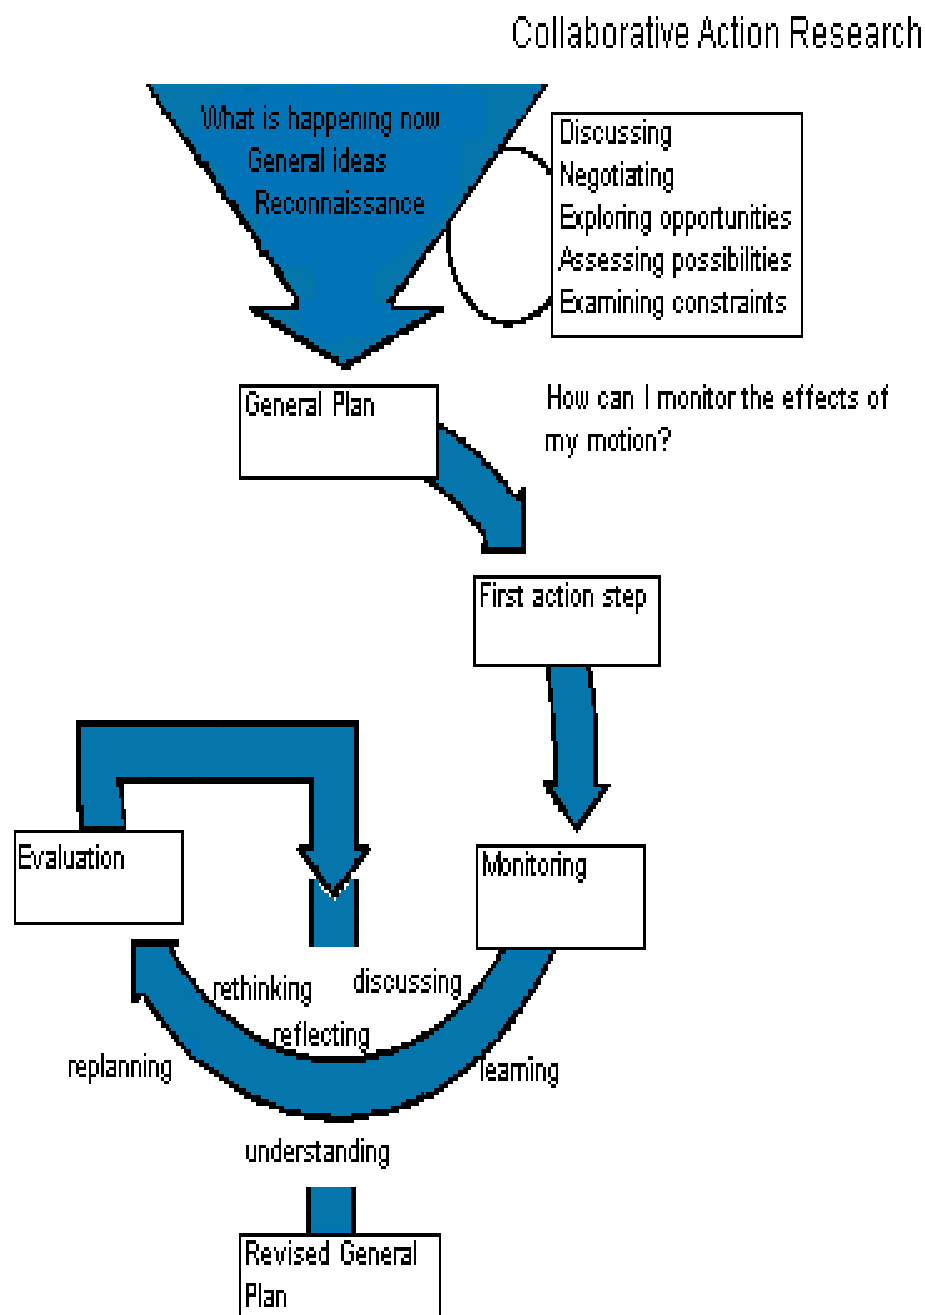 Collaborative Action Research
What is happening now
General ideas
Reconnaissance
Discussing
Negotiating
Exploring opportunities
Assessing possibilities
Examining constraints
General Plan
How can I monitor the effects of
my motion?
First action step
Evaluation
Monitoring
rethinking
discussing
reflecting
replanning
learning
understanding
Revised General
Plan